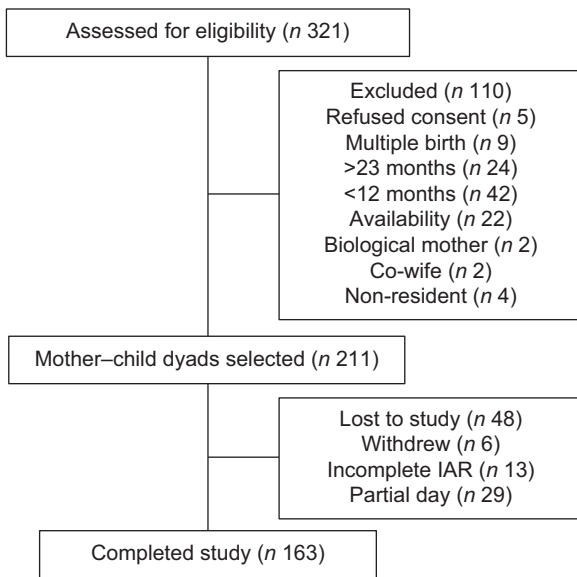 Assessed for eligibility (n 321)
Excluded (n 110)
Refused consent (n 5)
Multiple birth (n 9)
>23 months (n 24)
<12 months (n 42)
Availability (n 22)
Biological mother (n 2)
Co-wife (n 2)
Non-resident (n 4)
Mother–child dyads selected (n 211)
Lost to study (n 48)
Withdrew (n 6)
Incomplete IAR (n 13)
Partial day (n 29)
Completed study (n 163)